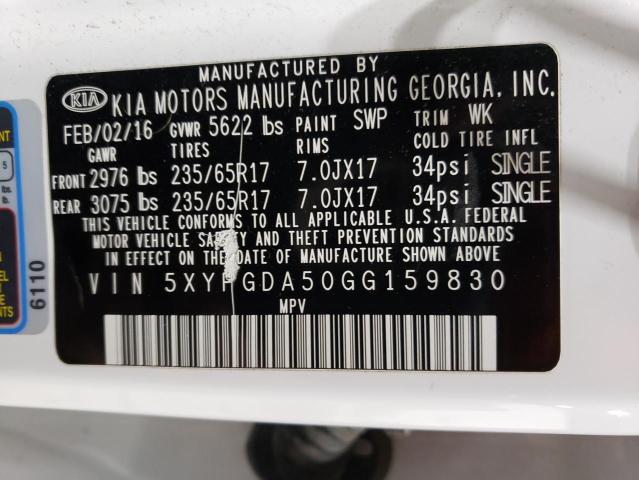 MANUFACTURED BY
KIA KIA MOTORS MANUFACTURING GEORGIA, INC.
FEB/02/16 GVWR 5622 lbs PAINT SWP TRIM WK
GAWR TIRES RIMS COLD TIRE INFL
FRONT 2976 lbs 235/65R17 7.0JX17 34psi SINGLE
REAR 3075 lbs 235/65R17 7.0JX17 34psi SINGLE
THIS VEHICLE CONFORMS TO ALL APPLICABLE U.S.A. FEDERAL
MOTOR VEHICLE SAFETY AND THEFT PREVENTION STANDARDS
IN EFFECT ON THE DATE OF MANUFACTURE SHOWN ABOVE
VIN
MPV
6110
5
lbs.